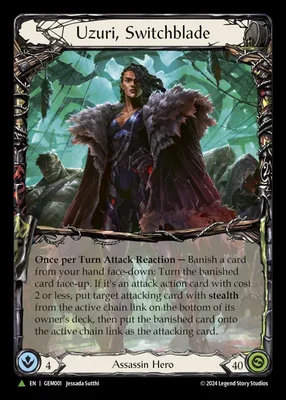 Uzuri, Switchblade
Once per Turn Attack Reaction — Banish a
card from your hand face-down: Turn the
banished card face-up. If it's an attack
action card with cost
2 or less, put target attacking card with stealth
from the active chain link on the bottom of its
owner's deck, then put the banished card onto
the active chain link as the attacking card.
4
Assassin Hero
40
EN | GEM001 Jessada Sutthi
© 2024 Legend Story Studios